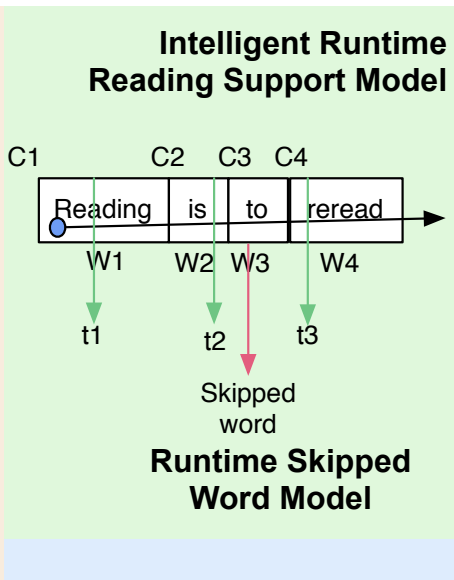 Intelligent Runtime
Reading Support Model
C1 C2 C3 C4
Reading is to reread
W1 W2 W3 W4
t1 t2 t3
Skipped
word
Runtime Skipped
Word Model